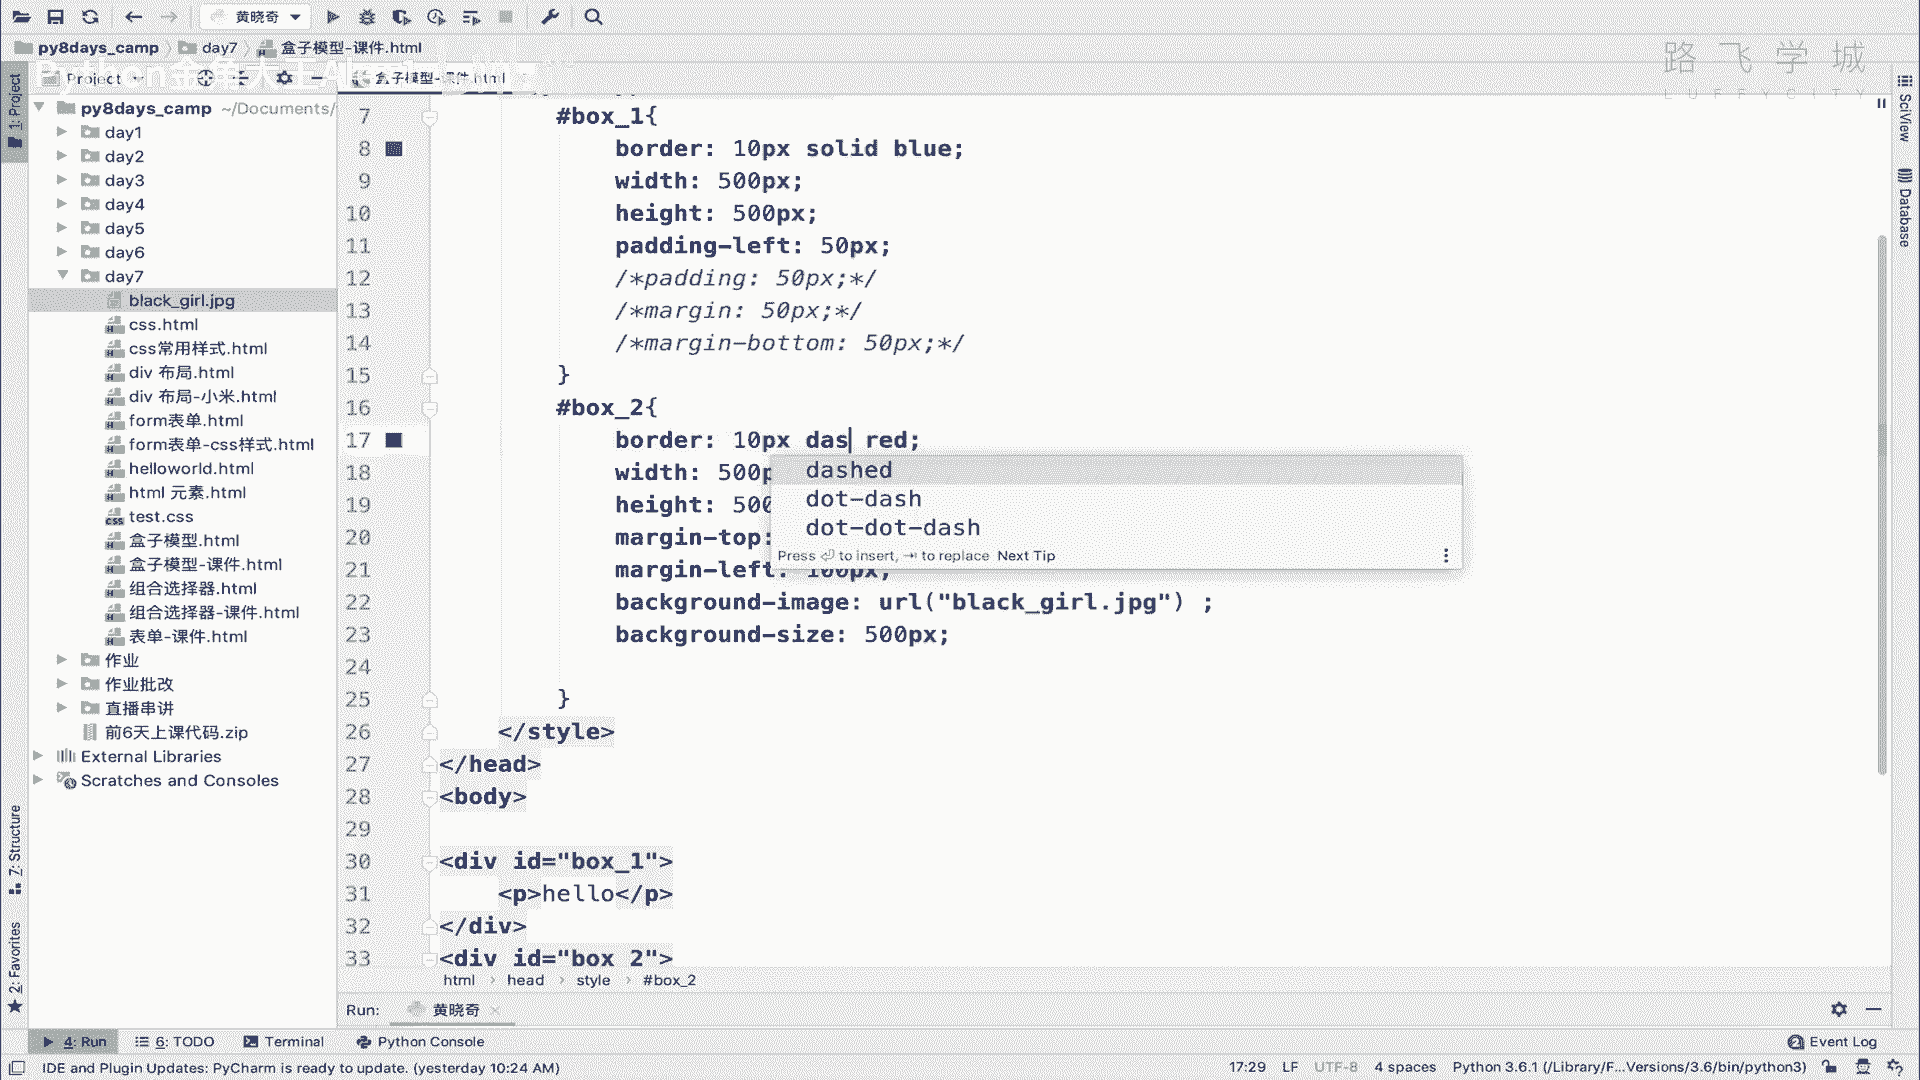 黄晓奇
py8days_camp
day7
盒子模型-课件.html
路飞学城
LUFFYCITY
Python金角大王
Project
盒子模型-课件.html
1: Project
py8days_camp ~/Documents/
day1
day2
day3
day4
day5
day6
day7
black_girl.jpg
css.html
css常用样式.html
div 布局.html
div 布局-小米.html
form表单.html
form表单-css样式.html
helloworld.html
html 元素.html
test.css
盒子模型.html
盒子模型-课件.html
组合选择器.html
组合选择器-课件.html
表单-课件.html
作业
作业批改
直播串讲
前6天上课代码.zip
External Libraries
Scratches and Consoles
7: Structure
2: Favorites
7 #box_1{
8 border: 10px solid blue;
9 width: 500px;
10 height: 500px;
11 padding-left: 50px;
12 /*padding: 50px;*/
13 /*margin: 50px;*/
14 /*margin-bottom: 50px;*/
15 }
16 #box_2{
17 border: 10px das red;
18 width: 500p
19 height: 500
20 margin-top:
21 margin-left: 100px;
22 background-image: url("black_girl.jpg") ;
23 background-size: 500px;
24
25 }
26 </style>
27 </head>
28 <body>
29
30 <div id="box_1">
31 <p>hello</p>
32 </div>
33 <div id="box_2">
dashed
dot-dash
dot-dot-dash
Press ⏎ to insert, ⇥ to replace Next Tip
SciView
Database
html
head
style
#box_2
Run:
黄晓奇
4: Run
6: TODO
Terminal
Python Console
Event Log
IDE and Plugin Updates: PyCharm is ready to update. (yesterday 10:24 AM)
17:29
LF
UTF-8
4 spaces
Python 3.6.1 (/Library/F...Versions/3.6/bin/python3)